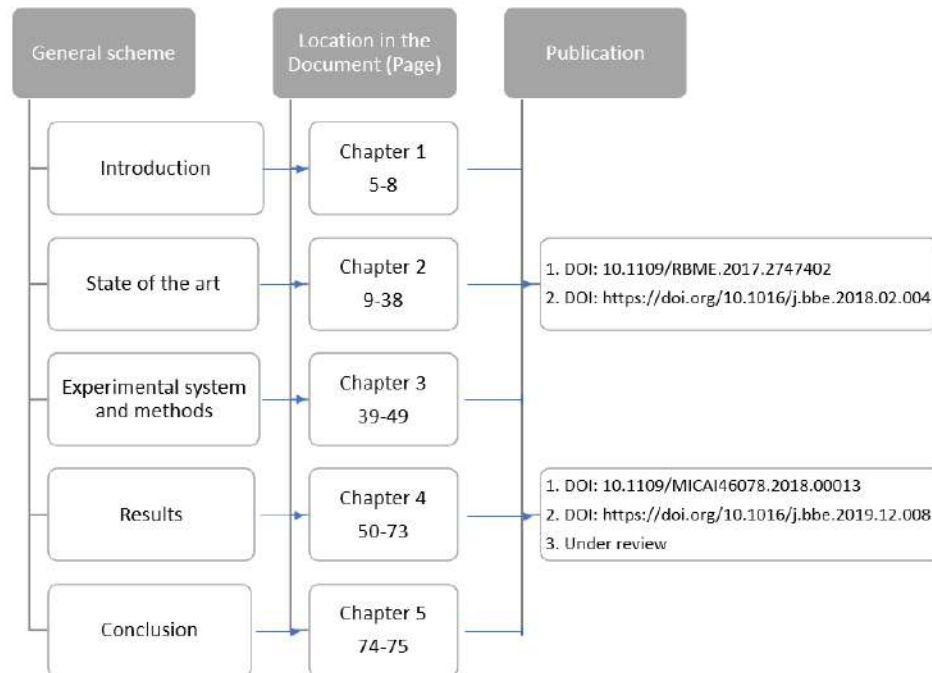 General scheme
Location in the
Document (Page)
Publication
Introduction
Chapter 1
5-8
State of the art
Chapter 2
9-38
1. DOI: 10.1109/RBME.2017.2747402
2. DOI: https://doi.org/10.1016/j.bbe.2018.02.004
Experimental system
and methods
Chapter 3
39-49
Results
Chapter 4
50-73
1. DOI: 10.1109/MICAI46078.2018.00013
2. DOI: https://doi.org/10.1016/j.bbe.2019.12.008
3. Under review
Conclusion
Chapter 5
74-75